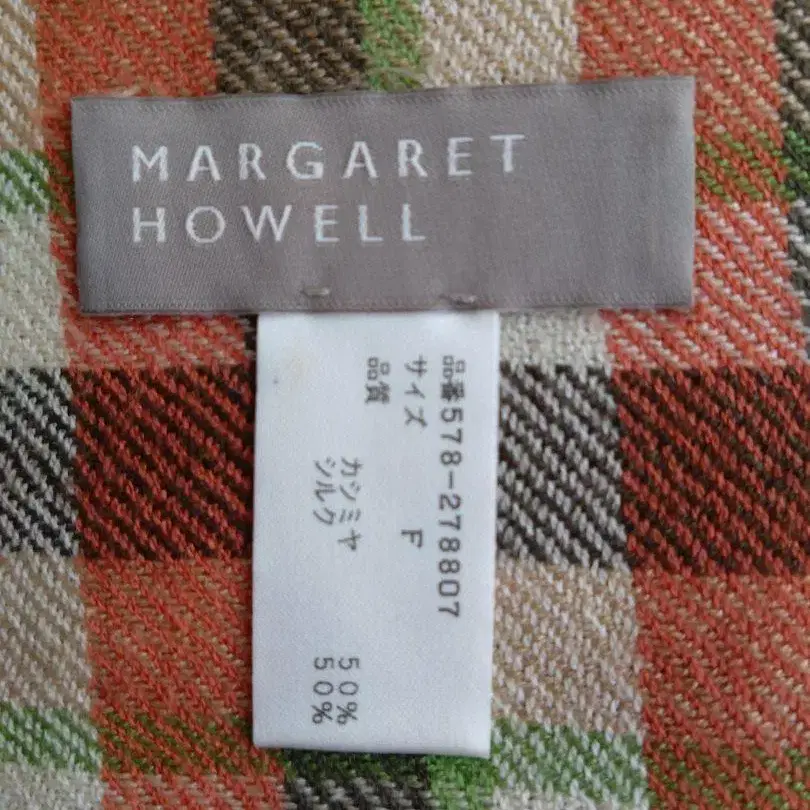 MARGARET
HOWELL
品番578-278807
サイズ F
品質
カシミヤ 50%
シルク 50%